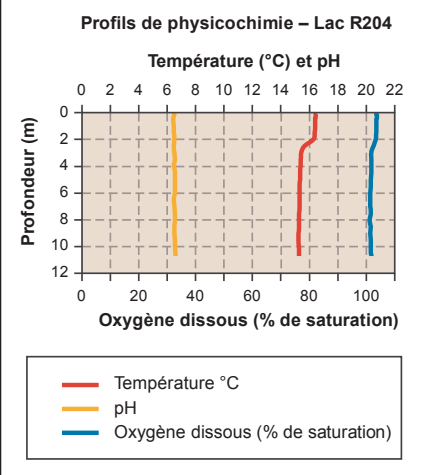 Profils de physicochimie – Lac R204
Température (°C) et pH
0 2 4 6 8 10 12 14 16 18 20 22
Profondeur (m)
0
2
4
6
8
10
12
0 20 40 60 80 100
Oxygène dissous (% de saturation)
Température °C
pH
Oxygène dissous (% de saturation)